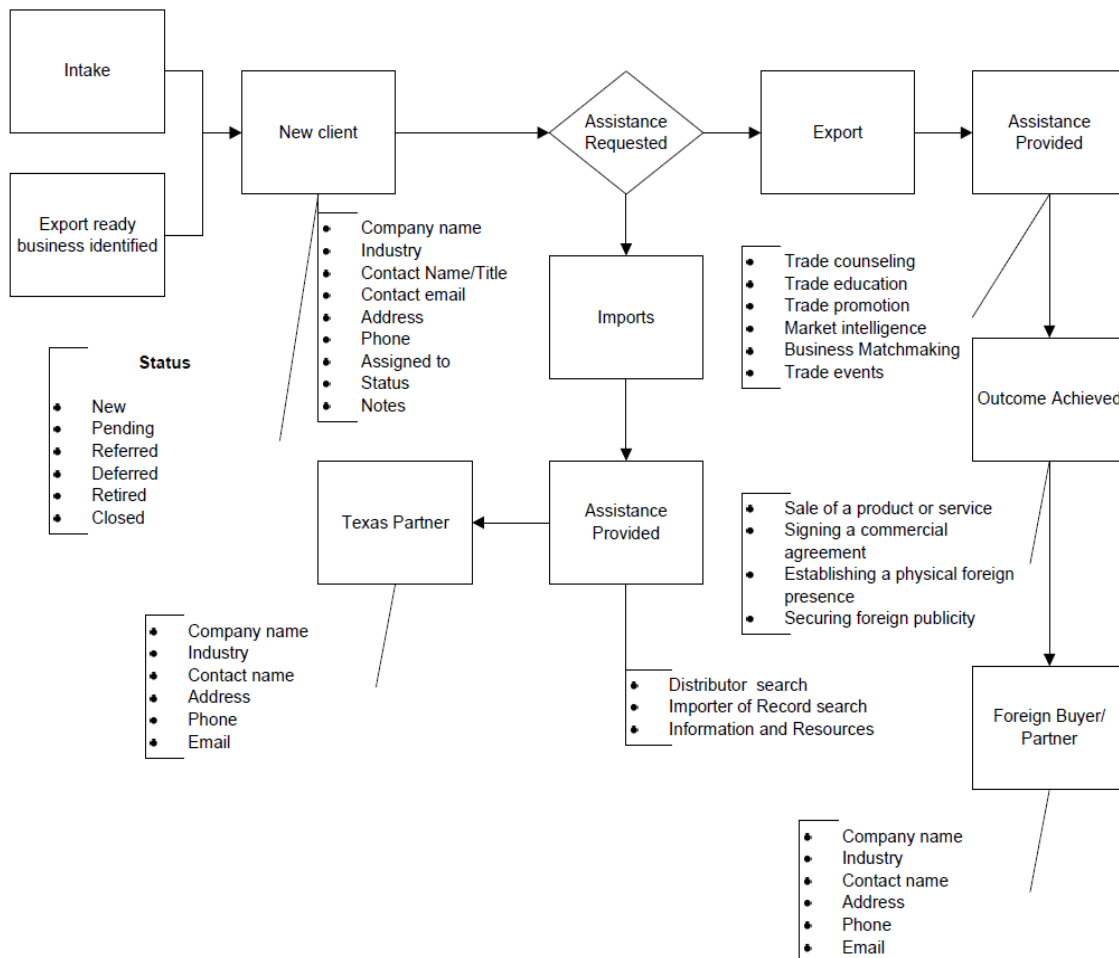 Intake
New client
Assistance
Requested
Export
Assistance
Provided
Export ready
business identified
Company name
Industry
Contact Name/Title
Contact email
Address
Phone
Assigned to
Status
Notes
Imports
Trade counseling
Trade education
Trade promotion
Market intelligence
Business Matchmaking
Trade events
Status
New
Pending
Referred
Deferred
Retired
Closed
Outcome Achieved
Texas Partner
Assistance
Provided
Sale of a product or service
Signing a commercial
agreement
Establishing a physical foreign
presence
Securing foreign publicity
Company name
Industry
Contact name
Address
Phone
Email
Distributor search
Importer of Record search
Information and Resources
Foreign Buyer/
Partner
Company name
Industry
Contact name
Address
Phone
Email